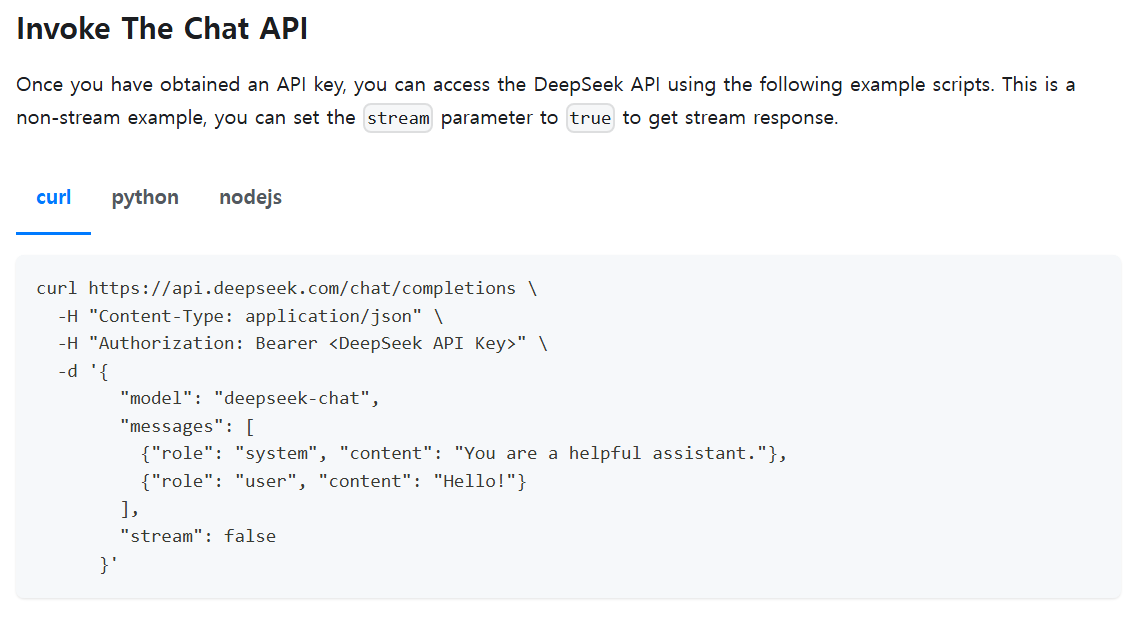 Invoke The Chat API
Once you have obtained an API key, you can access the DeepSeek API using the following example scripts. This is a
non-stream example, you can set the stream parameter to true to get stream response.
curl python nodejs
curl https://api.deepseek.com/chat/completions \
  -H "Content-Type: application/json" \
  -H "Authorization: Bearer <DeepSeek API Key>" \
  -d '{
        "model": "deepseek-chat",
        "messages": [
          {"role": "system", "content": "You are a helpful assistant."},
          {"role": "user", "content": "Hello!"}
        ],
        "stream": false
      }'